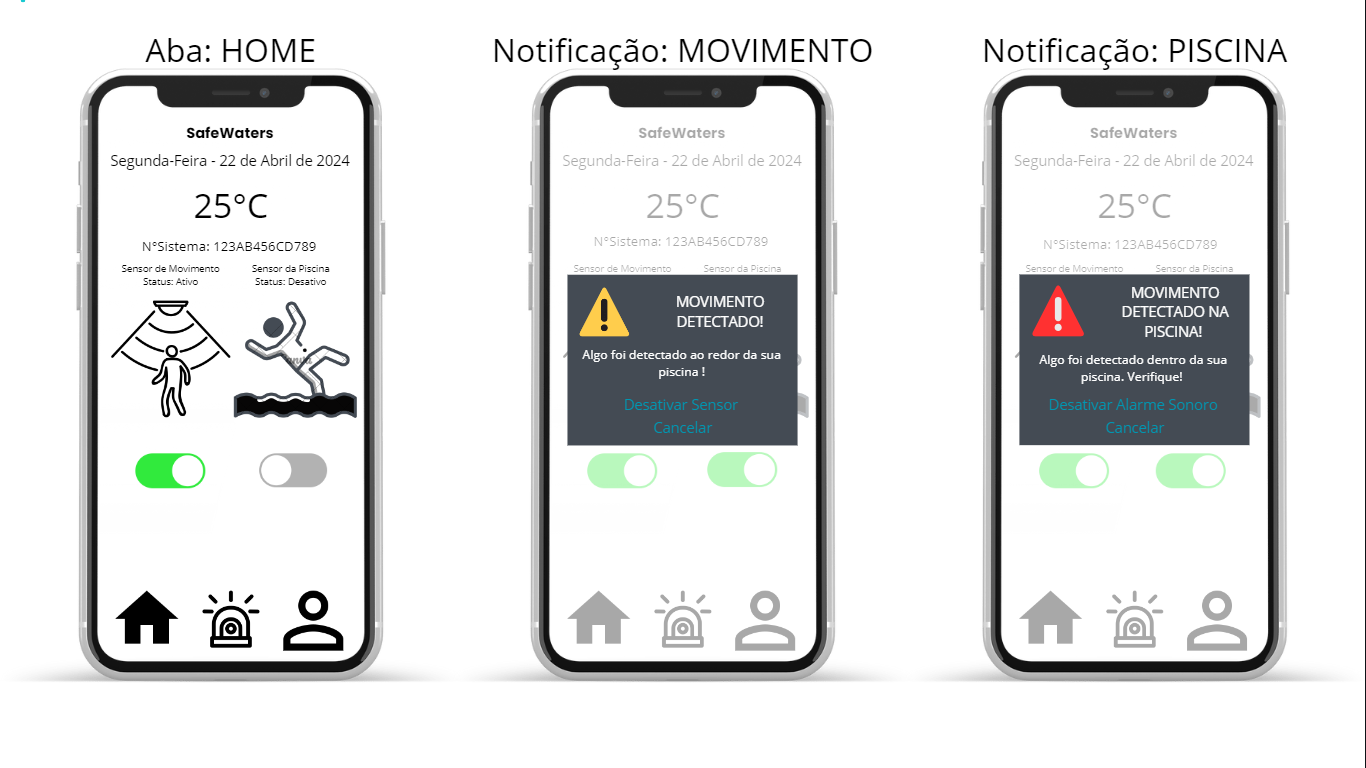 Aba: HOME
SafeWaters
Segunda-Feira - 22 de Abril de 2024
25°C
N°Sistema: 123AB456CD789
Sensor de Movimento
Status: Ativo
Sensor da Piscina
Status: Desativo
Notificação: MOVIMENTO
SafeWaters
Segunda-Feira - 22 de Abril de 2024
25°C
N°Sistema: 123AB456CD789
Sensor de Movimento
Sensor da Piscina
MOVIMENTO
DETECTADO!
Algo foi detectado ao redor da sua
piscina !
Desativar Sensor
Cancelar
Notificação: PISCINA
SafeWaters
Segunda-Feira - 22 de Abril de 2024
25°C
N°Sistema: 123AB456CD789
Sensor de Movimento
Sensor da Piscina
MOVIMENTO
DETECTADO NA
PISCINA!
Algo foi detectado dentro da sua
piscina. Verifique!
Desativar Alarme Sonoro
Cancelar